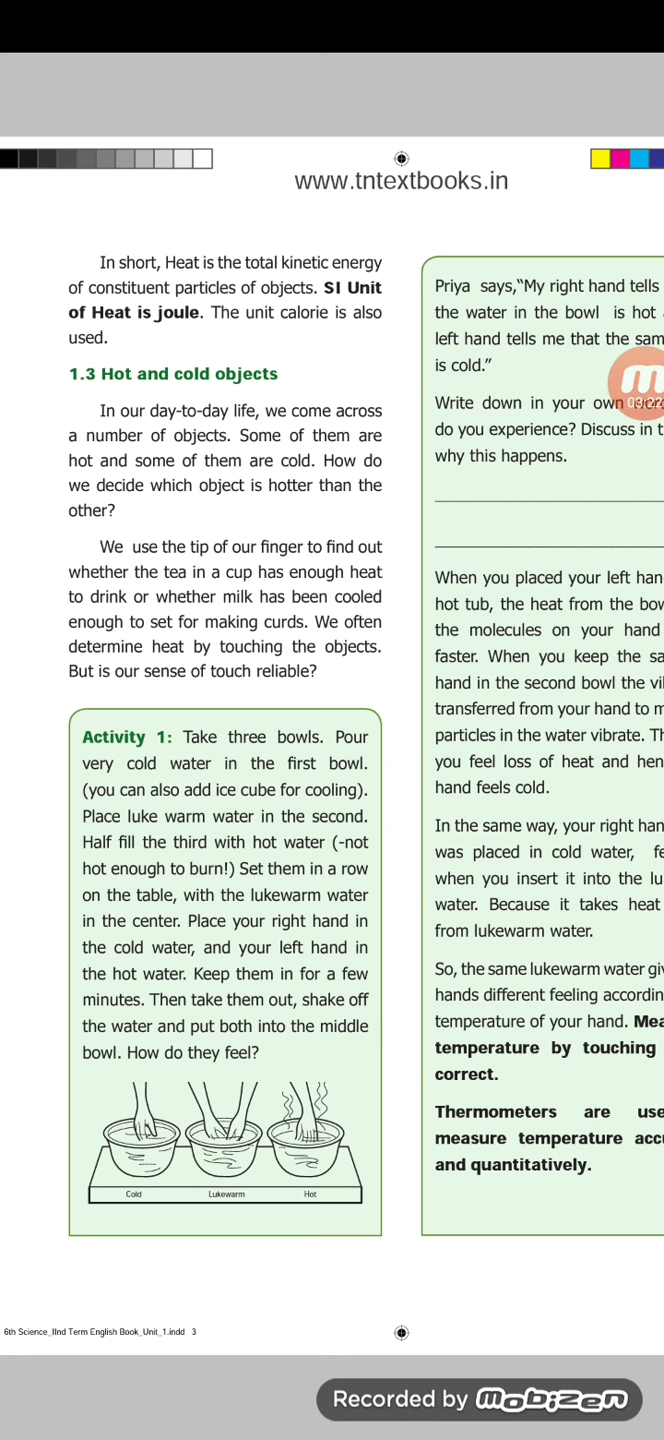 www.tntextbooks.in
In short, Heat is the total kinetic energy
of constituent particles of objects. SI Unit
of Heat is joule. The unit calorie is also
used.
1.3 Hot and cold objects
In our day-to-day life, we come across
a number of objects. Some of them are
hot and some of them are cold. How do
we decide which object is hotter than the
other?
We use the tip of our finger to find out
whether the tea in a cup has enough heat
to drink or whether milk has been cooled
enough to set for making curds. We often
determine heat by touching the objects.
But is our sense of touch reliable?
Activity 1: Take three bowls. Pour
very cold water in the first bowl.
(you can also add ice cube for cooling).
Place luke warm water in the second.
Half fill the third with hot water (-not
hot enough to burn!) Set them in a row
on the table, with the lukewarm water
in the center. Place your right hand in
the cold water, and your left hand in
the hot water. Keep them in for a few
minutes. Then take them out, shake off
the water and put both into the middle
bowl. How do they feel?
Cold Lukewarm Hot
Priya says,“My right hand tells
the water in the bowl is hot
left hand tells me that the sam
is cold.”
03:22
Write down in your own
do you experience? Discuss in t
why this happens.
When you placed your left han
hot tub, the heat from the bow
the molecules on your hand
faster. When you keep the sa
hand in the second bowl the vi
transferred from your hand to m
particles in the water vibrate. Th
you feel loss of heat and hen
hand feels cold.
In the same way, your right han
was placed in cold water, fe
when you insert it into the lu
water. Because it takes heat
from lukewarm water.
So, the same lukewarm water giv
hands different feeling accordin
temperature of your hand. Mea
temperature by touching
correct.
Thermometers are use
measure temperature accu
and quantitatively.
6th Science_IInd Term English Book_Unit_1.indd 3
Recorded by mobizen